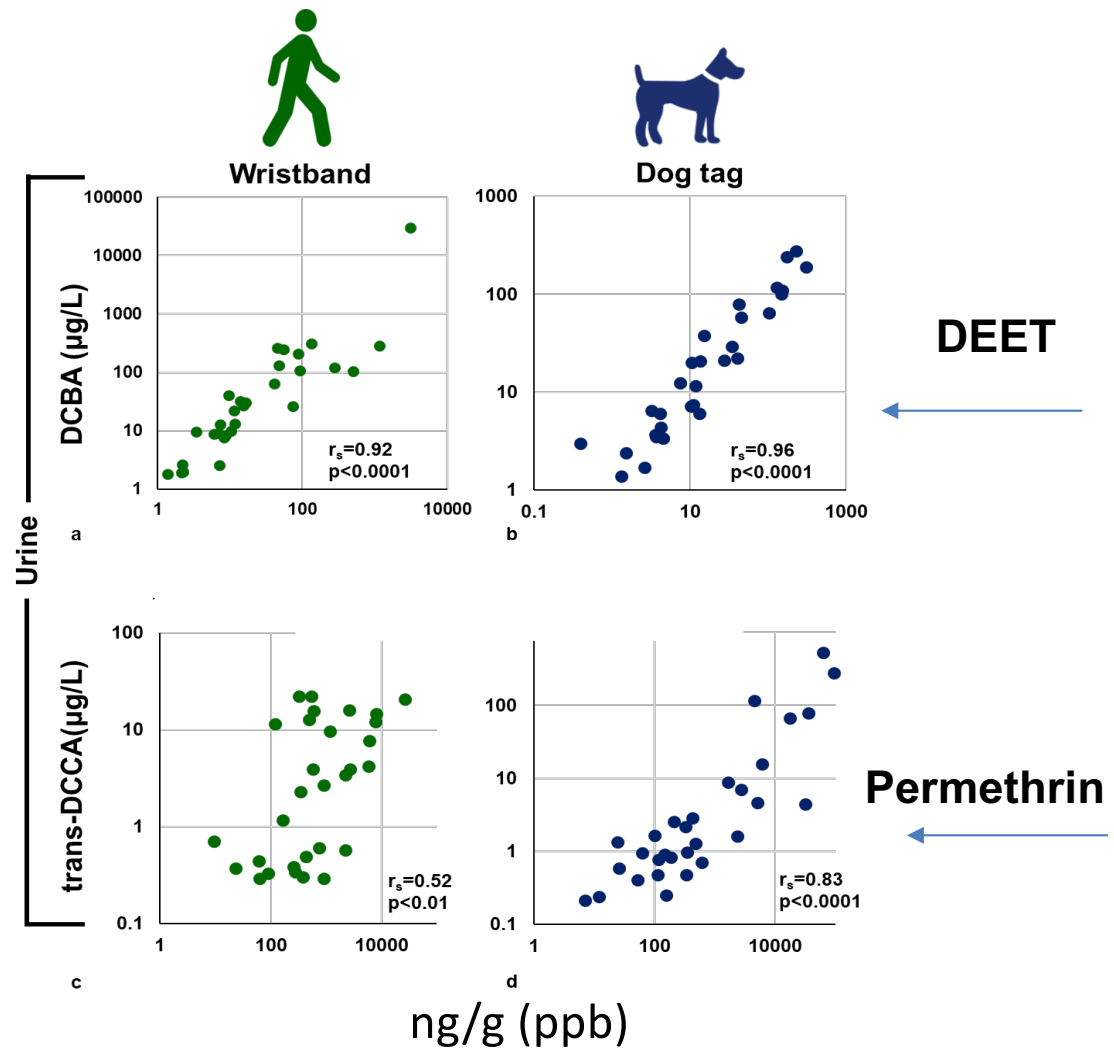 Wristband
Dog tag
Urine
DCBA (µg/L)
100000
10000
1000
100
10
1
1
100
10000
rs=0.92
p<0.0001
a
1000
100
10
1
0.1
10
1000
rs=0.96
p<0.0001
b
DEET
trans-DCCA(µg/L)
100
10
1
0.1
1
100
10000
rs=0.52
p<0.01
c
100
10
1
0.1
1
100
10000
rs=0.83
p<0.0001
d
Permethrin
ng/g (ppb)